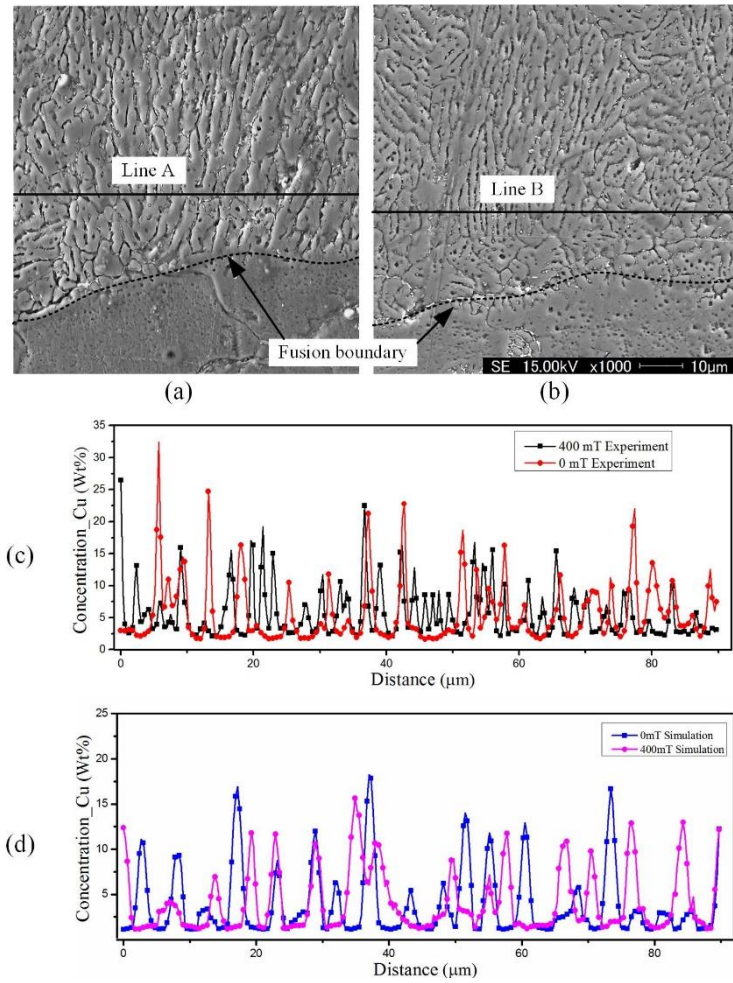 Line A
Line B
Fusion boundary
SE 15.00kV x1000 10μm
(a)
(b)
(c)
Concentration_Cu (Wt%)
35
30
25
20
15
10
5
0
400 mT Experiment
0 mT Experiment
0 20 40 60 80
Distance (μm)
(d)
Concentration_Cu (Wt%)
25
20
15
10
5
0mT Simulation
400mT Simulation
0 20 40 60 80
Distance (μm)